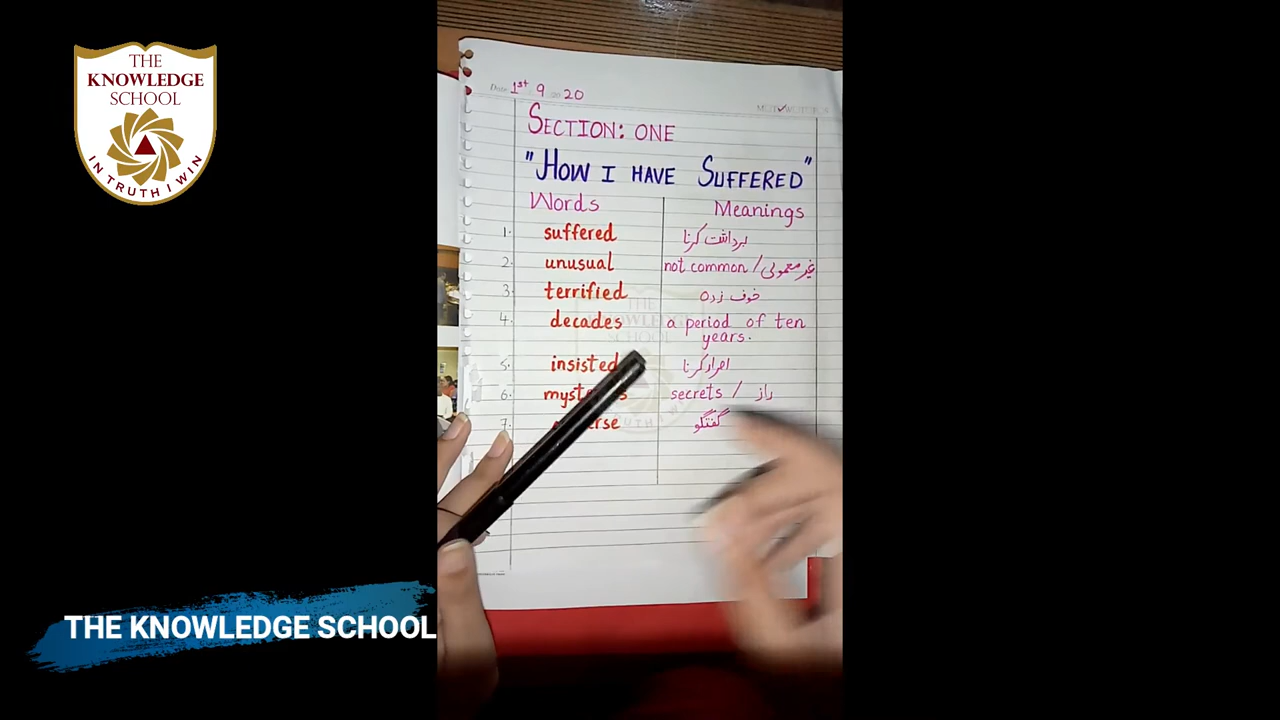 THE
KNOWLEDGE
SCHOOL
IN TRUTH I WIN
Date: 1st 9 20 20
SECTION: ONE
"HOW I HAVE SUFFERED"
Words Meanings
1. suffered برداشت کرنا
2. unusual not common / غیر معمولی
3. terrified خوف زدہ
4. decades a period of ten
years.
5. insisted اصرار کرنا
6. secrets / راز
7. گفتگو
THE KNOWLEDGE SCHOOL